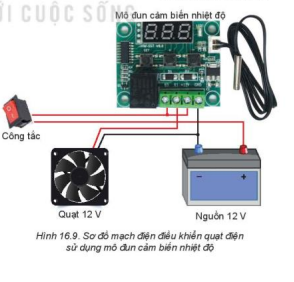 I CUỘC SỐNG
Mô đun cảm biến nhiệt độ
Công tắc
Quạt 12 V
Nguồn 12 V
Hình 16.9. Sơ đồ mạch điện điều khiển quạt điện
sử dụng mô đun cảm biến nhiệt độ